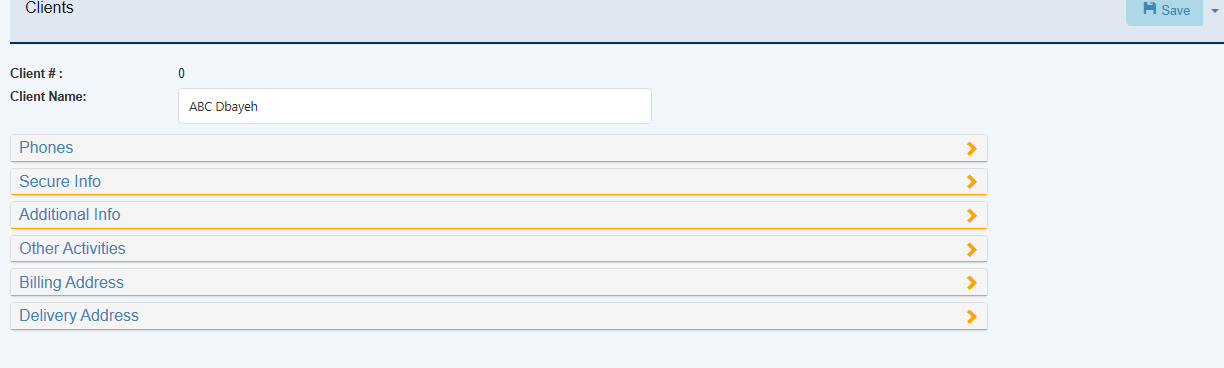 Clients
Save
Client # : 0
Client Name: ABC Dbayeh
Phones
Secure Info
Additional Info
Other Activities
Billing Address
Delivery Address